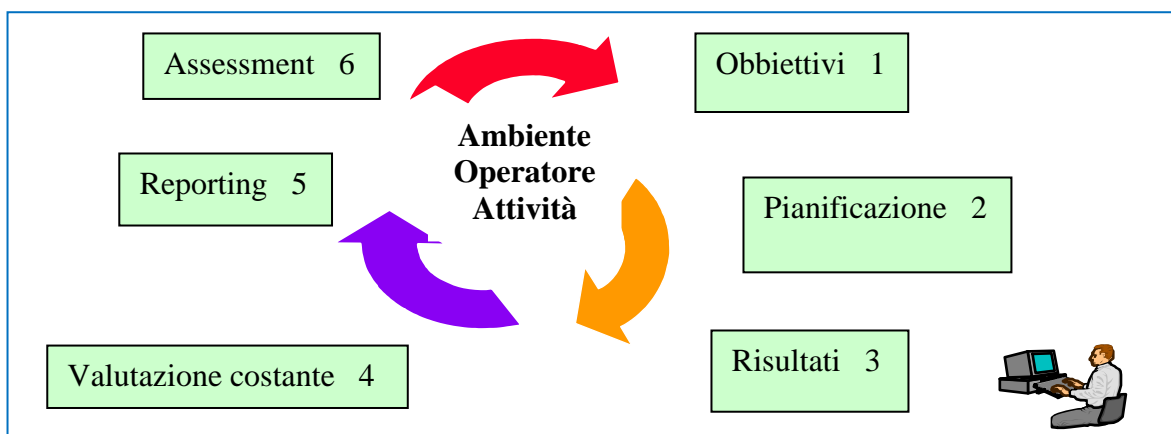 Assessment 6
Obbiettivi 1
Ambiente
Operatore
Attività
Reporting 5
Pianificazione 2
Valutazione costante 4
Risultati 3